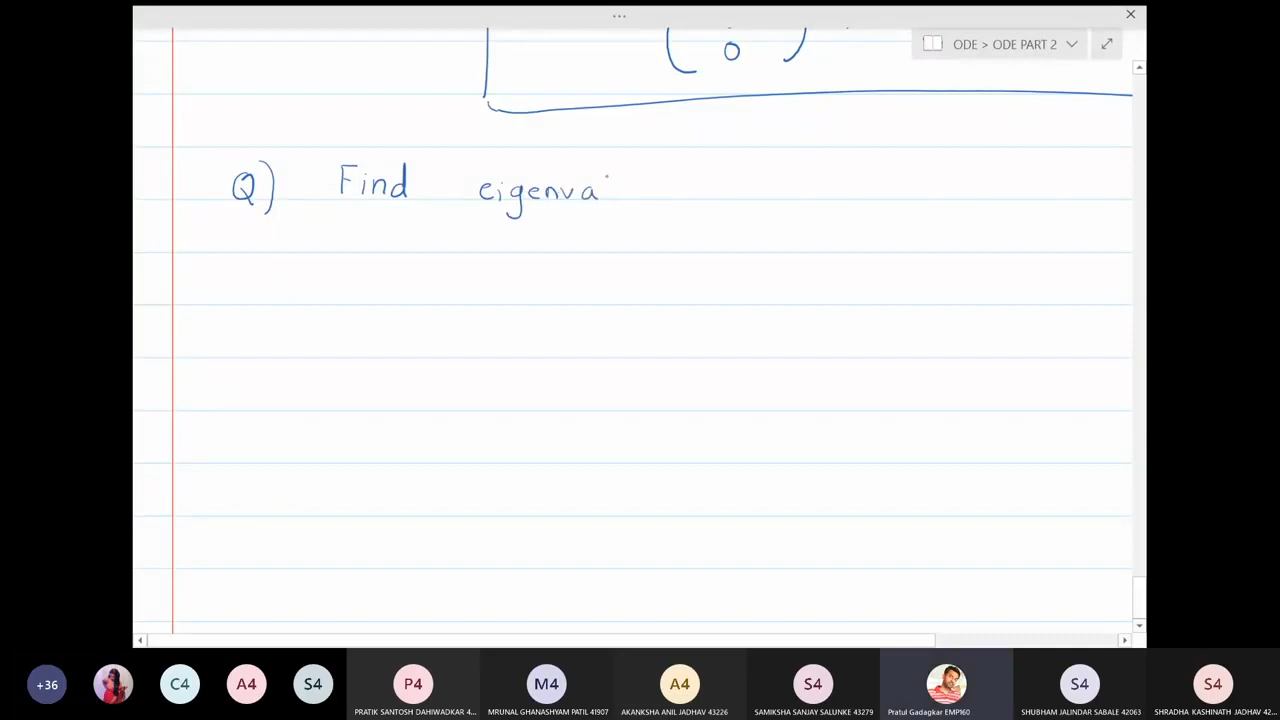 ODE > ODE PART 2
0
Q) Find eigenva
+36
C4
A4
S4
P4
M4
A4
S4
S4
S4
PRATIK SANTOSH DAHIWADKAR 4...
MRUNAL GHANASHYAM PATIL 41907
AKANKSHA ANIL JADHAV 43226
SAMIKSHA SANJAY SALUNKE 43279
Pratul Gadagkar EMP160
SHUBHAM JALINDAR SABALE 42063
SHRADHA KASHINATH JADHAV 42...